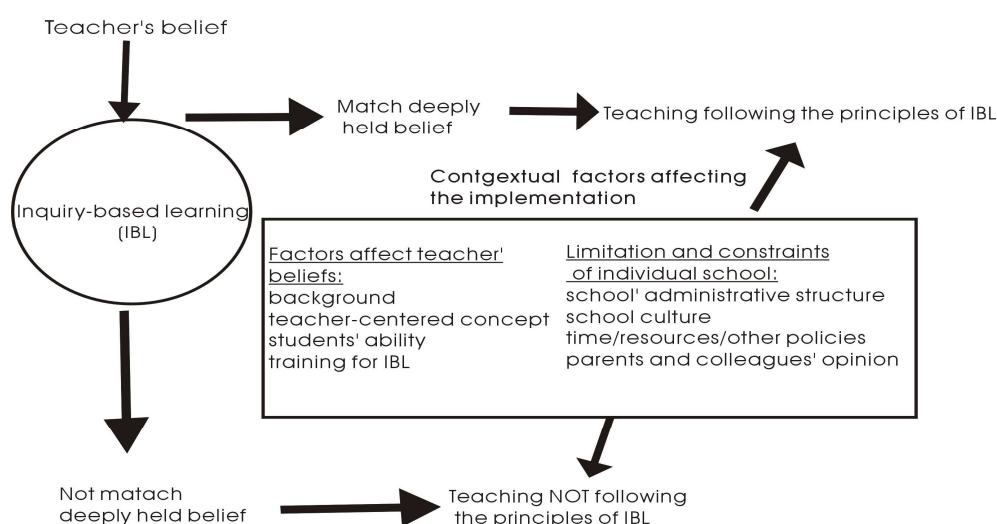 Teacher's belief
Match deeply
held belief
Teaching following the principles of IBL
Contgextual factors affecting
the implementation
Inquiry-based learning
(IBL)
Factors affect teacher'
beliefs:
background
teacher-centered concept
students' ability
training for IBL
Limitation and constraints
of individual school:
school' administrative structure
school culture
time/resources/other policies
parents and colleagues' opinion
Not matach
deeply held belief
Teaching NOT following
the principles of IBL